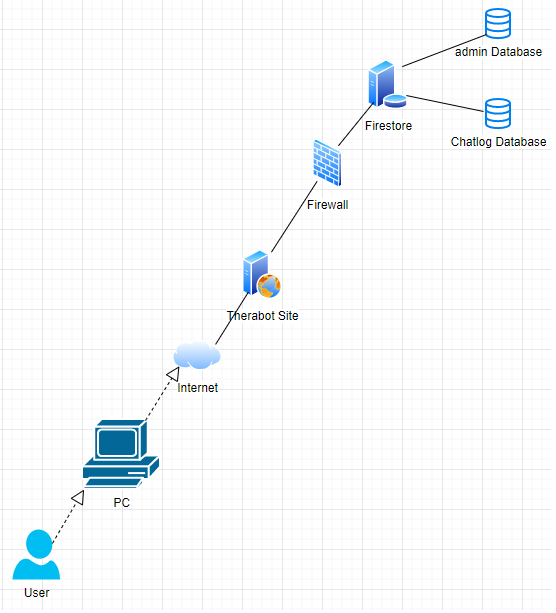 admin Database
Firestore
Chatlog Database
Firewall
Therabot Site
Internet
PC
User